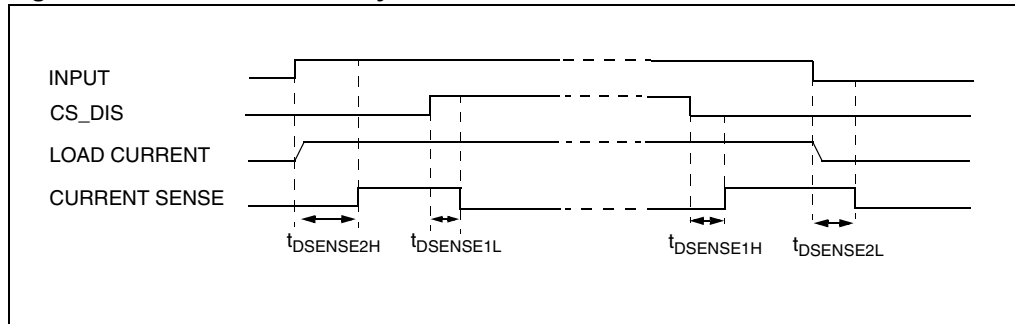 INPUT
CS_DIS
LOAD CURRENT
CURRENT SENSE
tDSENSE2H tDSENSE1L tDSENSE1H tDSENSE2L